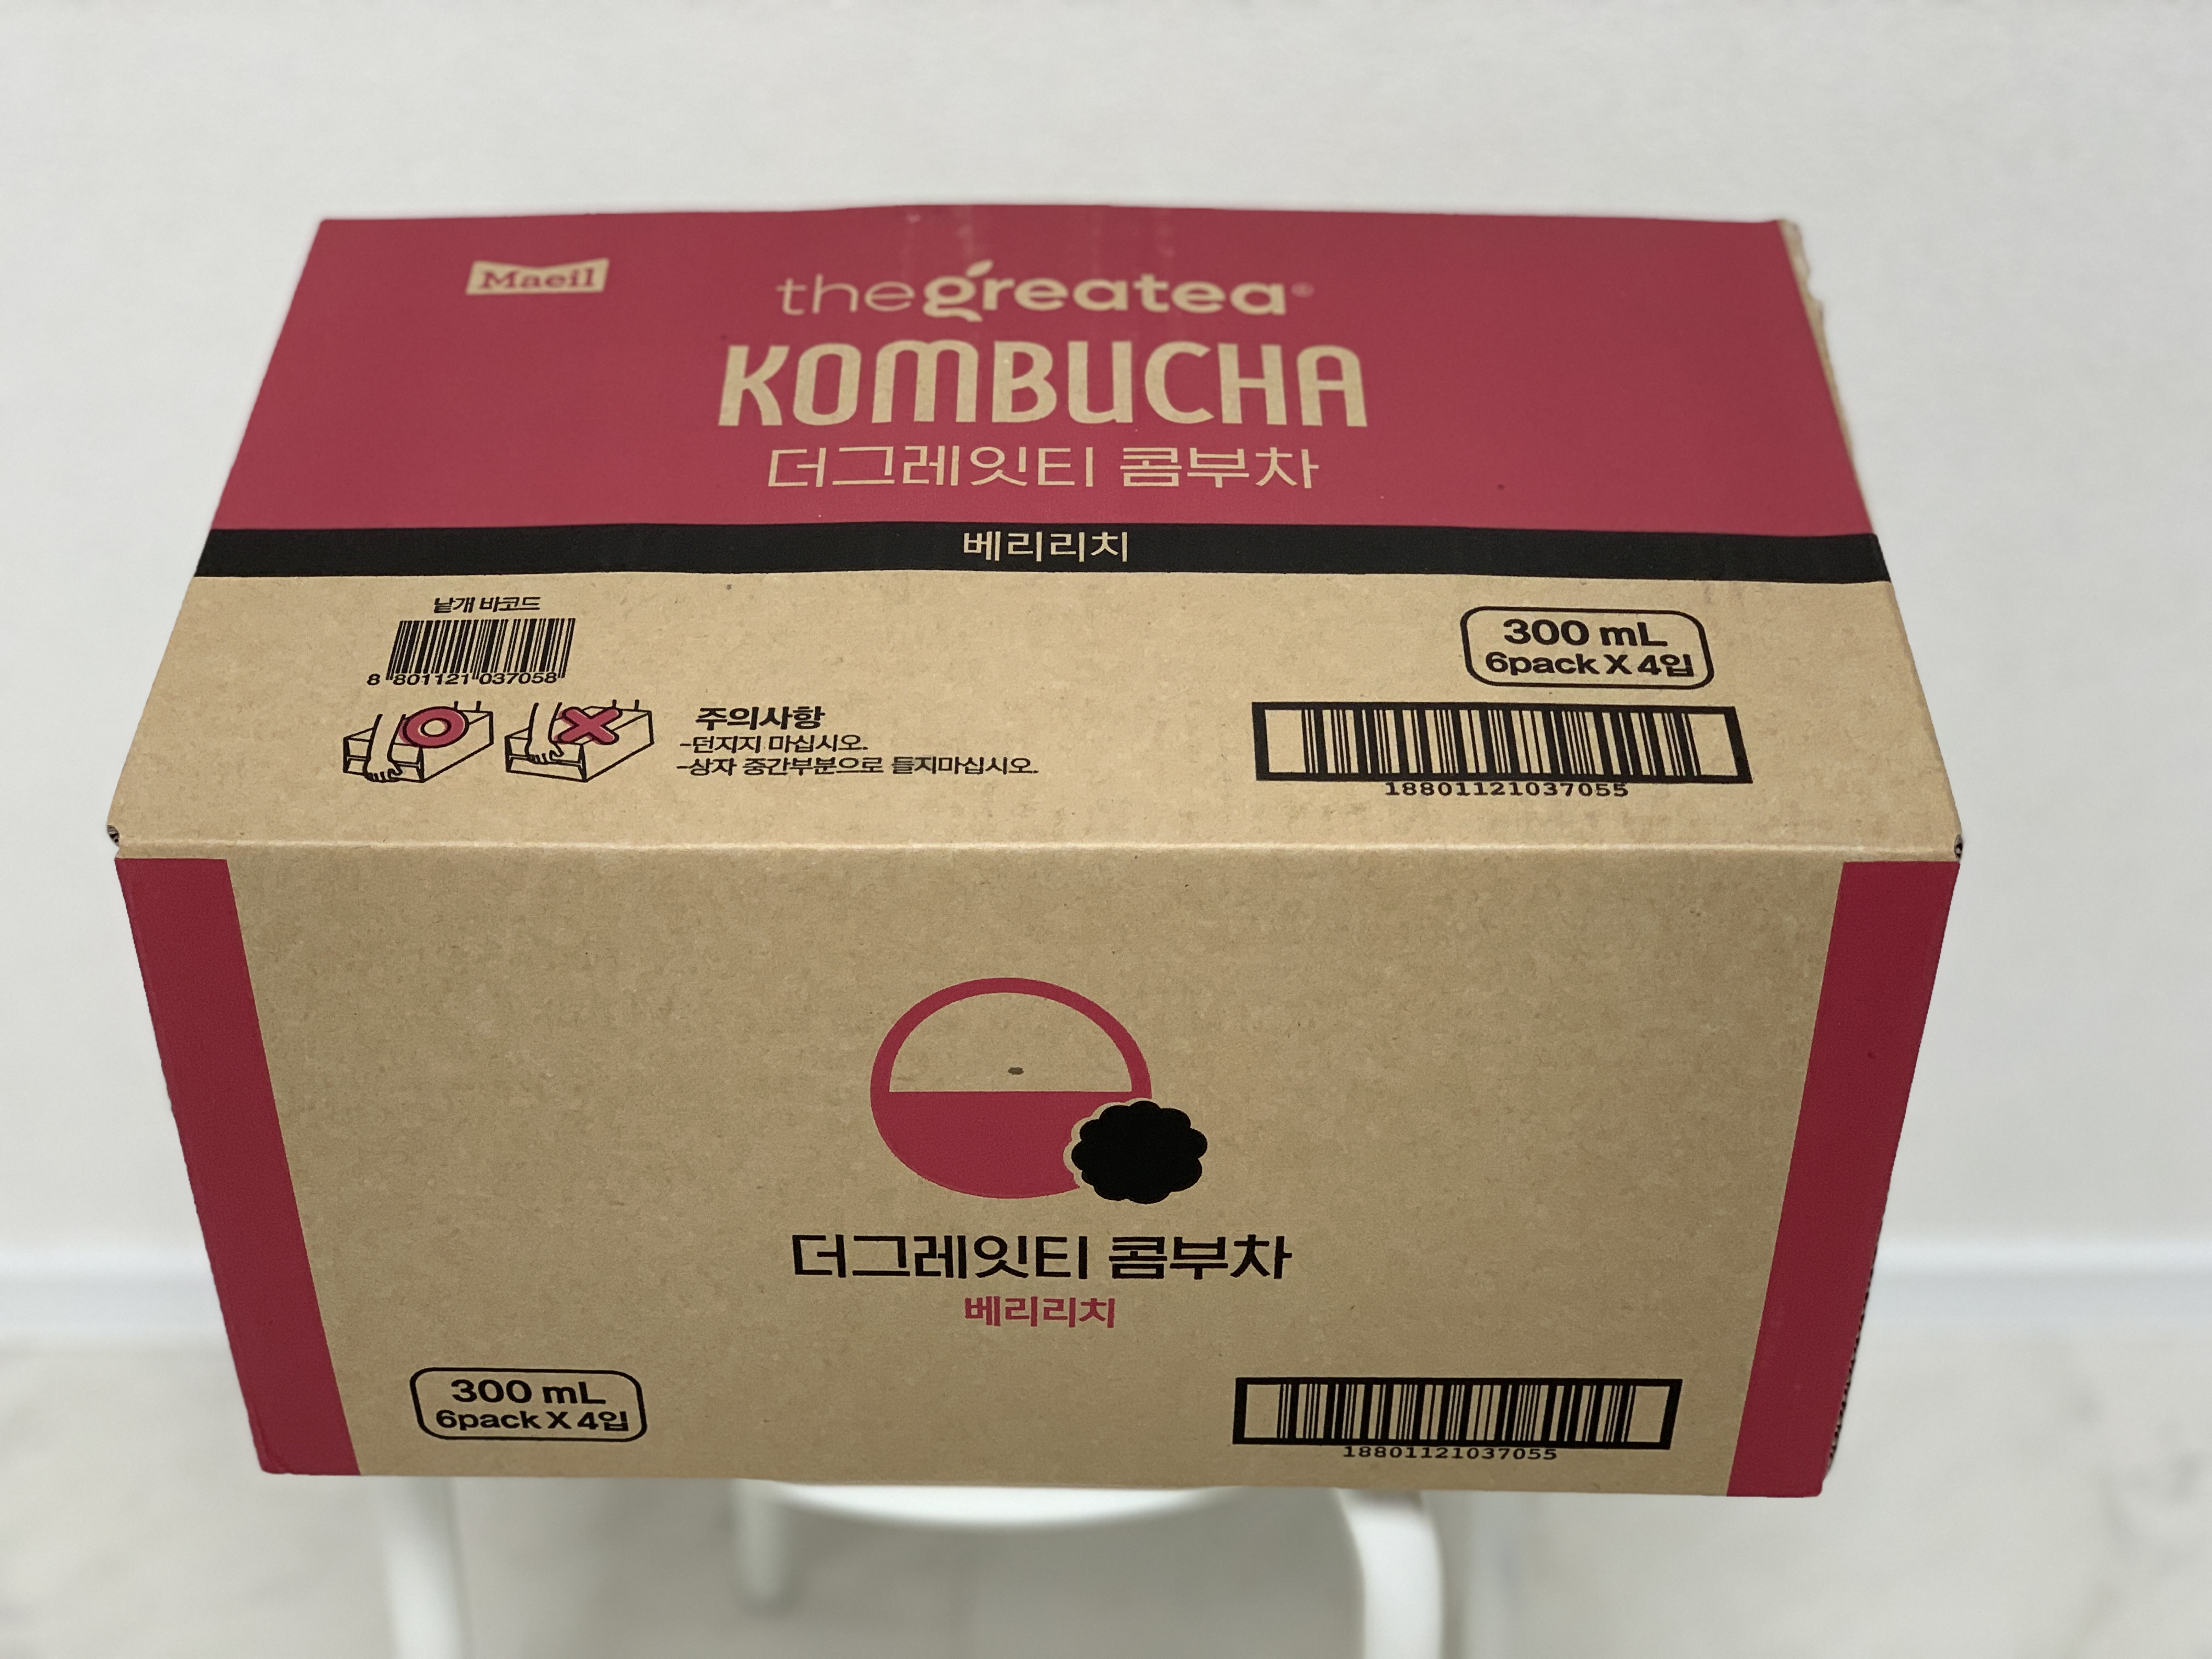 Maeil
thegreatea®
KOMBUCHA
더그레잇티 콤부차
베리리치
낱개 바코드
8 801121 037058
300 mL
6pack X 4입
주의사항
-던지지 마십시오.
-상자 중간부분으로 들지마십시오.
18801121037055
더그레잇티 콤부차
베리리치
300 mL
6pack X 4입
18801121037055